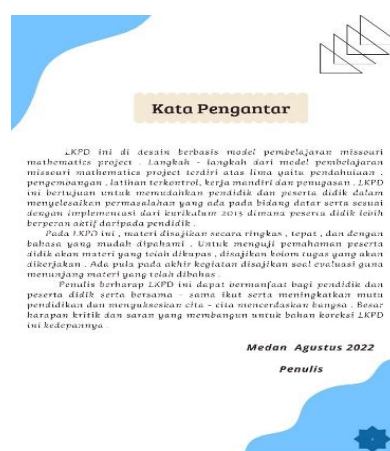 Kata Pengantar
LKPD ini di desain berbasis model pembelajaran missouri
mathematics project . Langkah - langkah dari model pembelajaran
missouri mathematics project terdiri atas lima yaitu pendahuluan ,
pengembangan , latihan terkontrol, kerja mandiri dan penugasan . LKPD
ini bertujuan untuk memudahkan pendidik dan peserta didik dalam
menyelesaikan permasalahan yang ada pada bidang datar serta sesuai
dengan implementasi dari kurikulum 2013 dimana peserta didik lebih
berperan aktif daripada pendidik .
Pada LKPD ini , materi disajikan secara ringkas , tepat , dan dengan
bahasa yang mudah dipahami . Untuk menguji pemahaman peserta
didik akan materi yang telah dikupas , disajikan kolom tugas yang akan
dikerjakan . Ada pula pada akhir kegiatan disajikan soal evaluasi guna
menunjang materi yang telah dibahas .
Penulis berharap LKPD ini dapat bermanfaat bagi pendidik dan
peserta didik serta bersama - sama ikut serta meningkatkan mutu
pendidikan dan mengsukseskan cita - cita mencerdaskan bangsa . Besar
harapan kritik dan saran yang membangun untuk bahan koreksi LKPD
ini kedepannya .
Medan Agustus 2022
Penulis